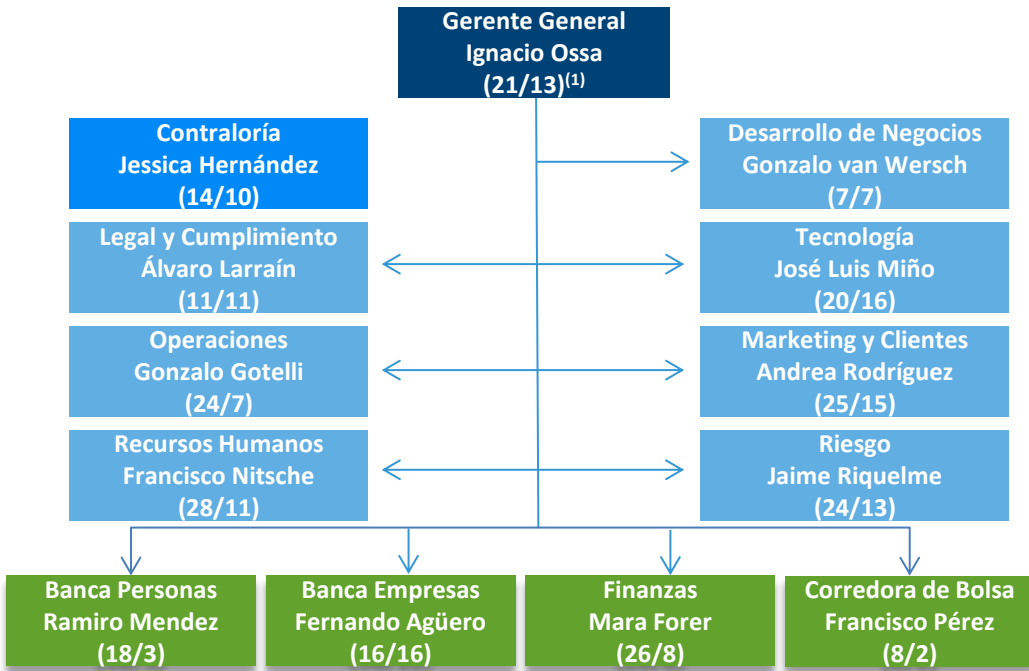 Gerente General
Ignacio Ossa
(21/13)(1)
Contraloría
Jessica Hernández
(14/10)
Desarrollo de Negocios
Gonzalo van Wersch
(7/7)
Legal y Cumplimiento
Álvaro Larraín
(11/11)
Tecnología
José Luis Miño
(20/16)
Operaciones
Gonzalo Gotelli
(24/7)
Marketing y Clientes
Andrea Rodríguez
(25/15)
Recursos Humanos
Francisco Nitsche
(28/11)
Riesgo
Jaime Riquelme
(24/13)
Banca Personas
Ramiro Mendez
(18/3)
Banca Empresas
Fernando Agüero
(16/16)
Finanzas
Mara Forer
(26/8)
Corredora de Bolsa
Francisco Pérez
(8/2)